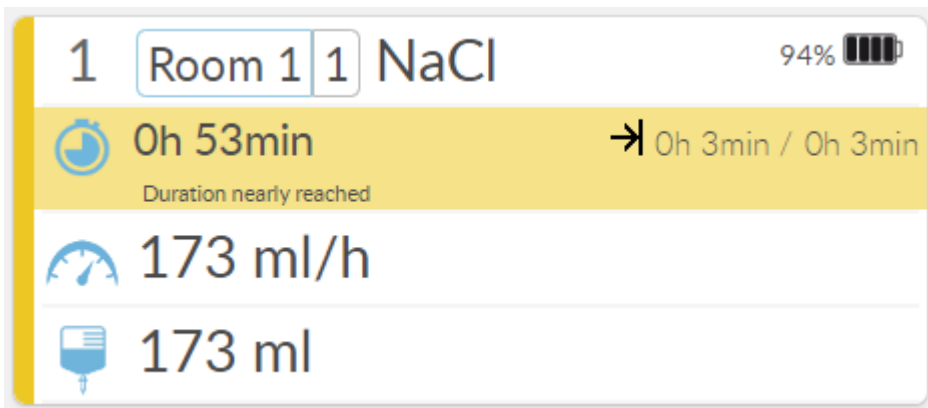 1 Room 1 1 NaCl 94%
0h 53min 0h 3min / 0h 3min
Duration nearly reached
173 ml/h
173 ml